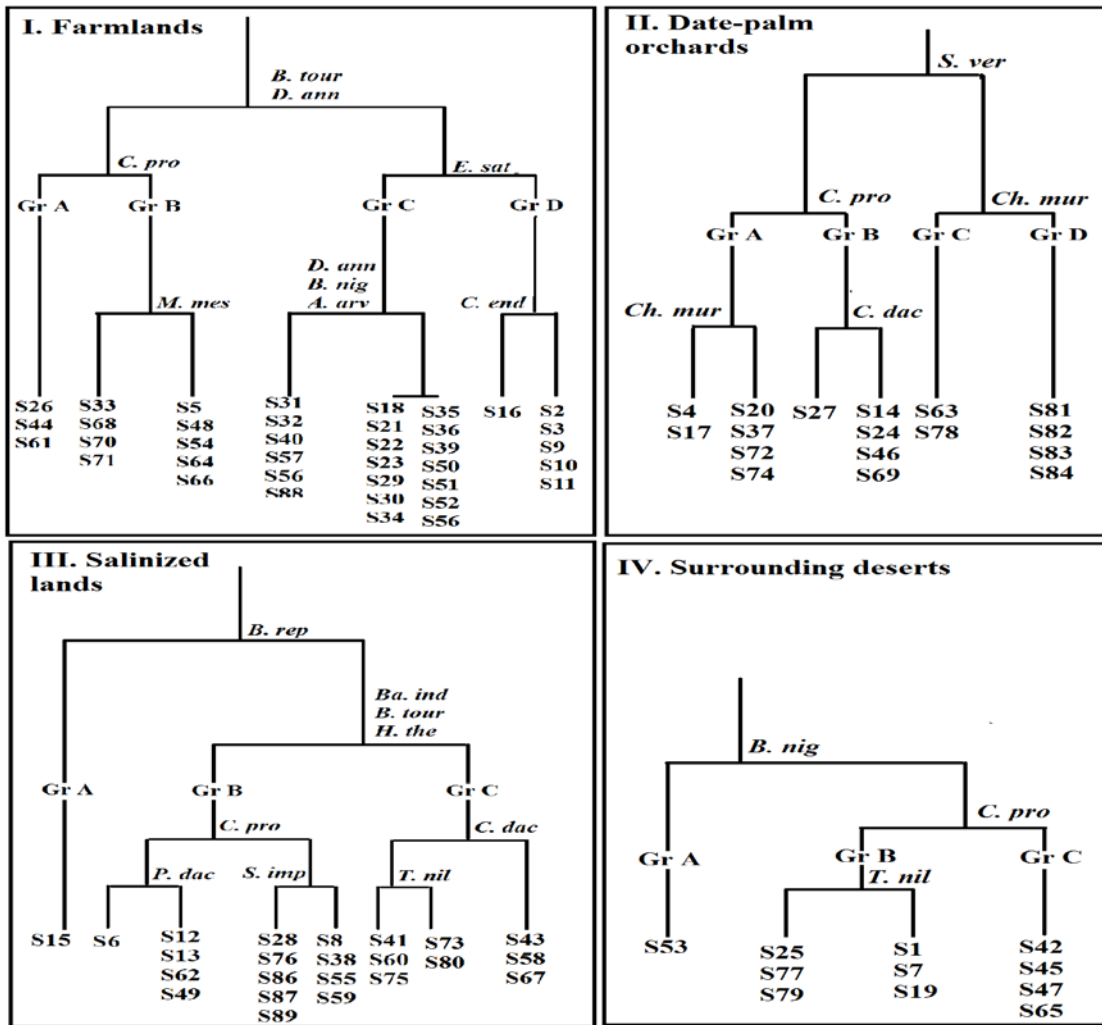 I. Farmlands
B. tour
D. ann
C. pro
E. sat
Gr A
Gr B
Gr C
Gr D
D. ann
B. nig
A. arv
M. mes
C. end
S26
S44
S61
S33
S68
S70
S71
S5
S48
S54
S64
S66
S31
S32
S40
S57
S56
S88
S18
S21
S22
S23
S29
S30
S34
S35
S36
S39
S50
S51
S52
S56
S16
S2
S3
S9
S10
S11
II. Date-palm
orchards
S. ver
C. pro
Ch. mur
Gr A
Gr B
Gr C
Gr D
Ch. mur
C. dac
S4
S17
S20
S37
S72
S74
S27
S14
S24
S46
S69
S63
S78
S81
S82
S83
S84
III. Salinized
lands
B. rep
Ba. ind
B. tour
H. the
Gr A
Gr B
Gr C
C. pro
C. dac
P. dac
S. imp
T. nil
S15
S6
S12
S13
S62
S49
S28
S76
S86
S87
S89
S8
S38
S55
S59
S41
S60
S75
S73
S80
S43
S58
S67
IV. Surrounding deserts
B. nig
C. pro
Gr A
Gr B
Gr C
T. nil
S53
S25
S77
S79
S1
S7
S19
S42
S45
S47
S65